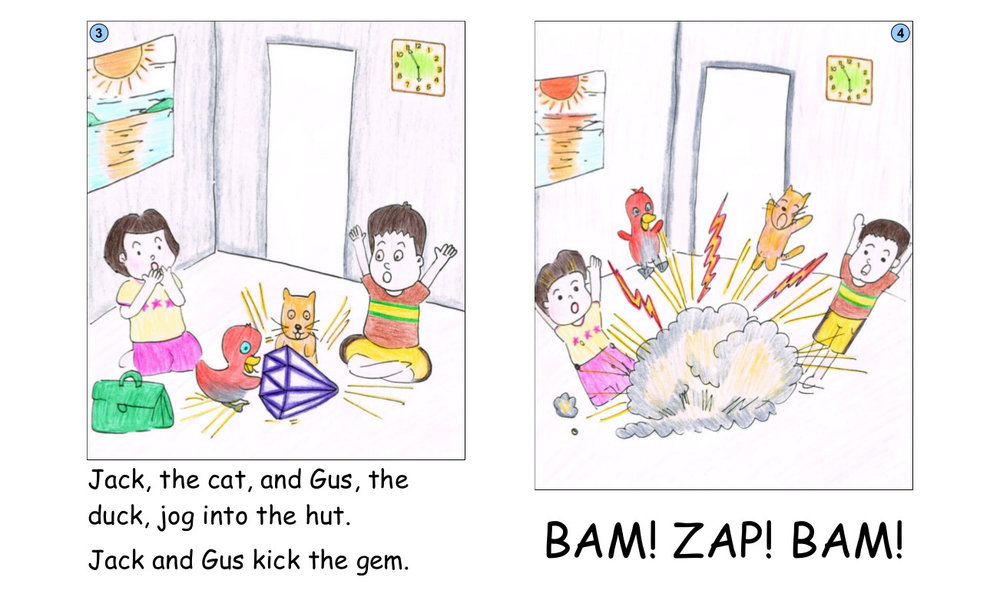 3
Jack, the cat, and Gus, the
duck, jog into the hut.
Jack and Gus kick the gem.
4
BAM! ZAP! BAM!